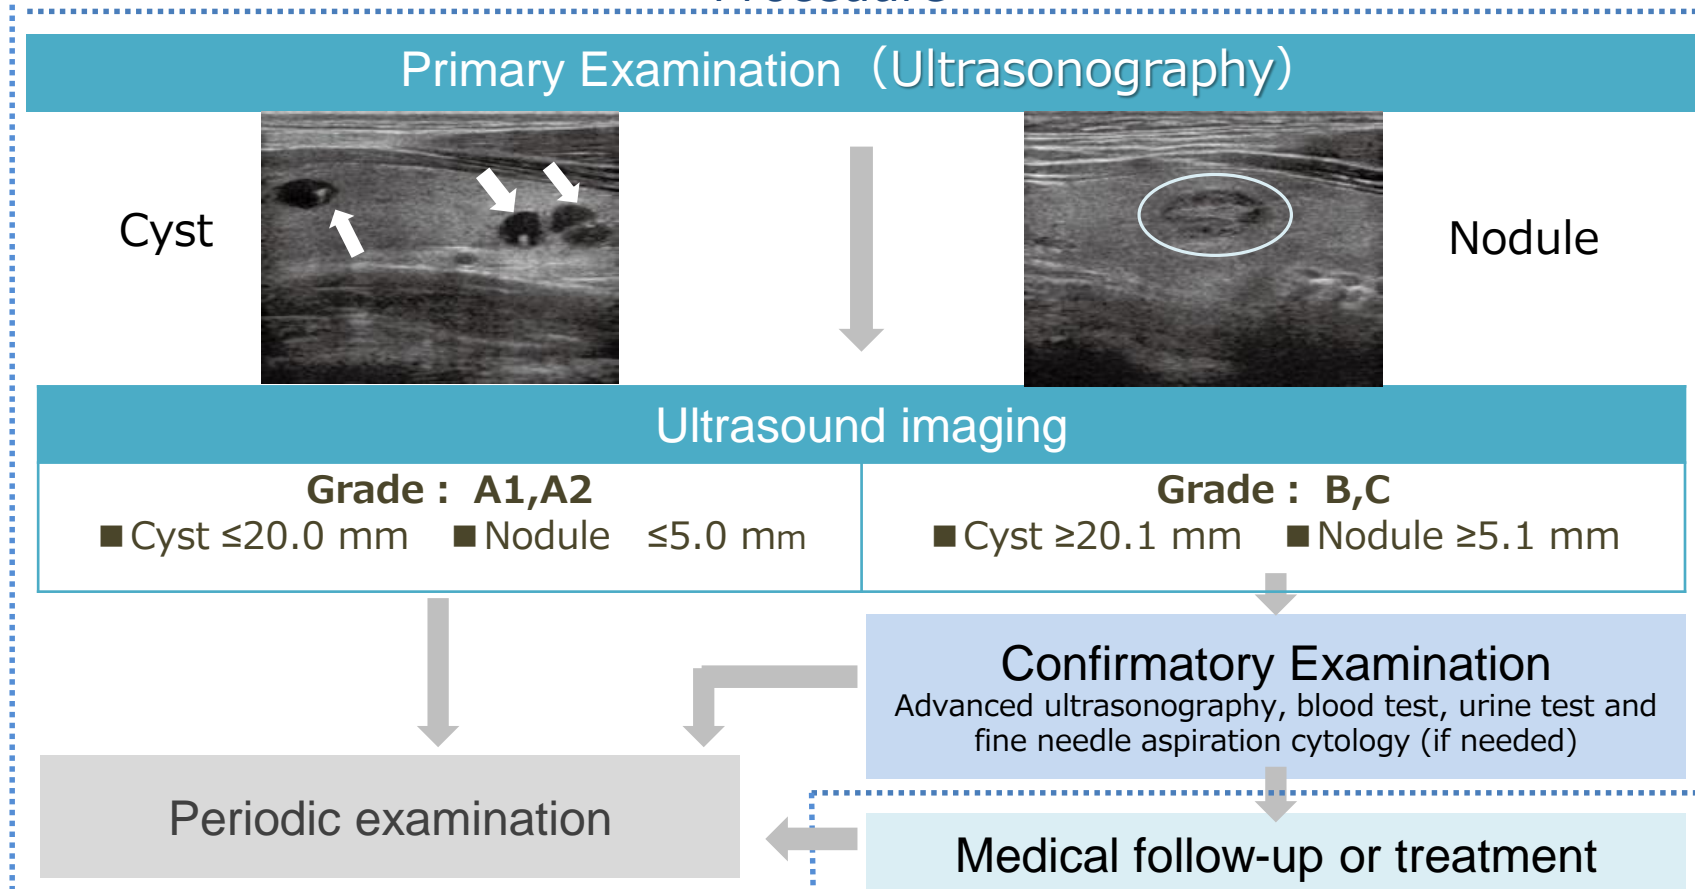 Primary Examination（Ultrasonography）
Cyst
Nodule
Ultrasound imaging
Grade： A1,A2
■Cyst ≤20.0 mm ■Nodule ≤5.0 mm
Grade： B,C
■Cyst ≥20.1 mm ■Nodule ≥5.1 mm
Confirmatory Examination
Advanced ultrasonography, blood test, urine test and
fine needle aspiration cytology (if needed)
Periodic examination
Medical follow-up or treatment